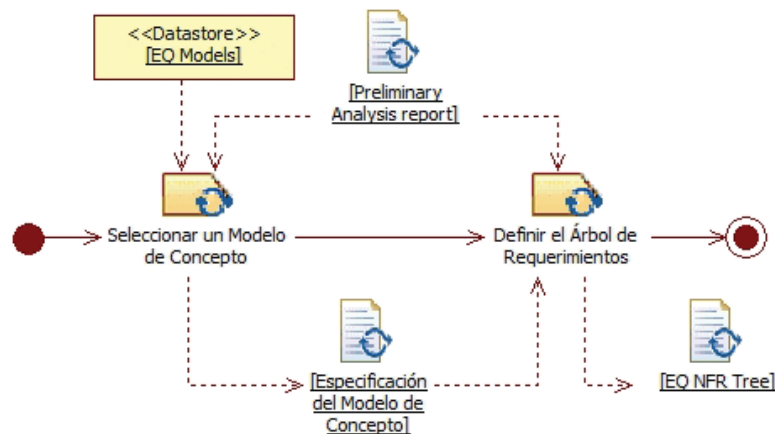 <<Datastore>>
[EQ Models]
[Preliminary
Analysis report]
Seleccionar un Modelo
de Concepto
Definir el Árbol de
Requerimientos
[Especificación
del Modelo de
Concepto]
[EQ NFR Tree]